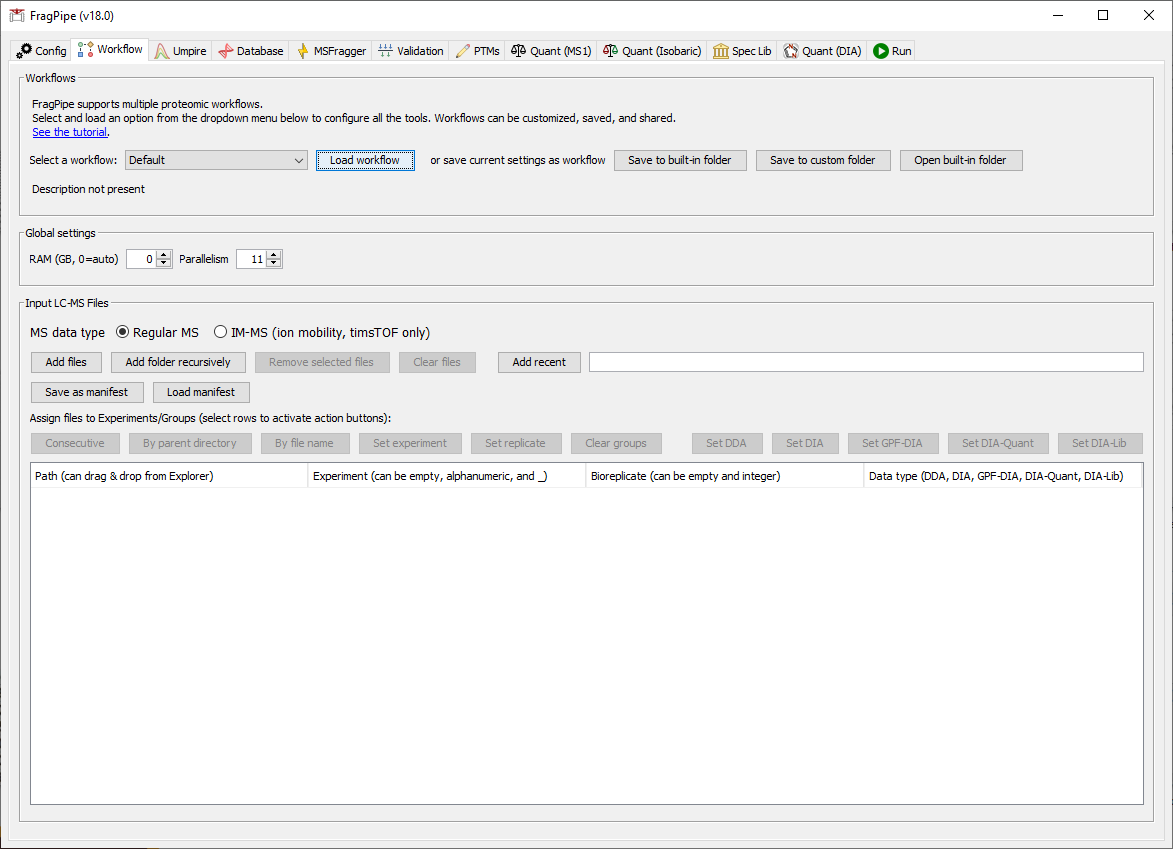 FragPipe (v18.0)
Config Workflow Umpire Database MSFragger Validation PTMs Quant (MS1) Quant (Isobaric) Spec Lib Quant (DIA) Run
Workflows
FragPipe supports multiple proteomic workflows.
Select and load an option from the dropdown menu below to configure all the tools. Workflows can be customized, saved, and shared.
See the tutorial.
Select a workflow: Default Load workflow or save current settings as workflow Save to built-in folder Save to custom folder Open built-in folder
Description not present
Global settings
RAM (GB, 0=auto) 0 Parallelism 11
Input LC-MS Files
MS data type Regular MS IM-MS (ion mobility, timsTOF only)
Add files Add folder recursively Remove selected files Clear files Add recent
Save as manifest Load manifest
Assign files to Experiments/Groups (select rows to activate action buttons):
Consecutive By parent directory By file name Set experiment Set replicate Clear groups Set DDA Set DIA Set GPF-DIA Set DIA-Quant Set DIA-Lib
Path (can drag & drop from Explorer) Experiment (can be empty, alphanumeric, and _) Bioreplicate (can be empty and integer) Data type (DDA, DIA, GPF-DIA, DIA-Quant, DIA-Lib)